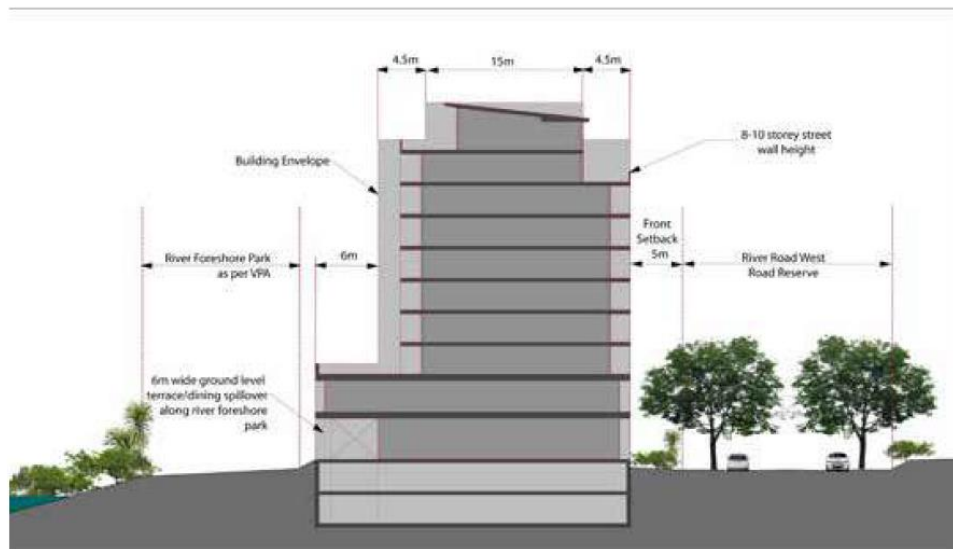 4.5m
15m
4.5m
Building Envelope
8-10 storey street
wall height
River Foreshore Park
as per VPA
6m
Front
Setback
5m
River Road West
Road Reserve
6m wide ground level
terrace/dining spillover
along river foreshore
park